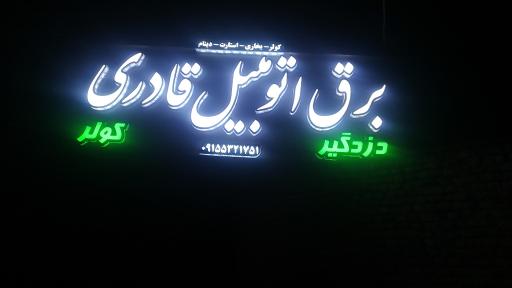 کولر - بخاری - استارت - دینام
برق اتومبیل قادری
دزدگیر کولر
۰۹۱۵۵۳۲۱۷۵۱